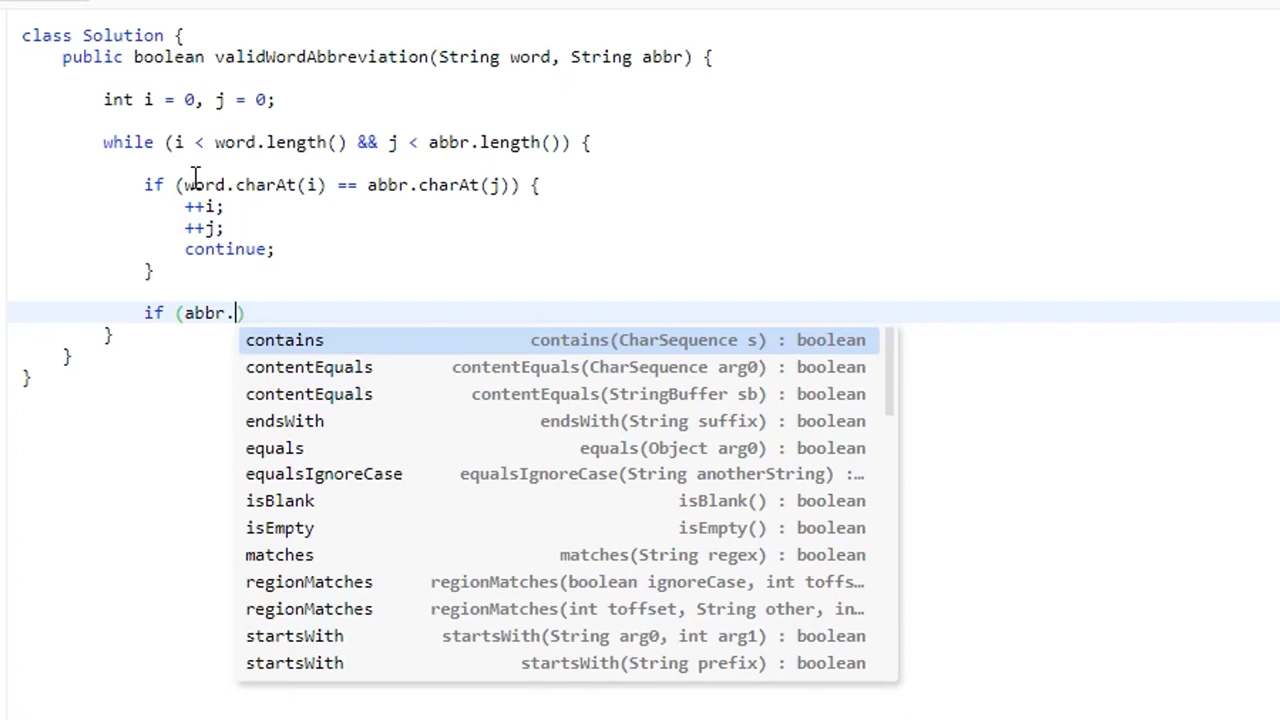 class Solution {
public boolean validWordAbbreviation(String word, String abbr) {
int i = 0, j = 0;
while (i < word.length() && j < abbr.length()) {
if (word.charAt(i) == abbr.charAt(j)) {
++i;
++j;
continue;
}
if (abbr.)
}
}
}
contains contains(CharSequence s) : boolean
contentEquals contentEquals(CharSequence arg0) : boolean
contentEquals contentEquals(StringBuffer sb) : boolean
endsWith endsWith(String suffix) : boolean
equals equals(Object arg0) : boolean
equalsIgnoreCase equalsIgnoreCase(String anotherString) :…
isBlank isBlank() : boolean
isEmpty isEmpty() : boolean
matches matches(String regex) : boolean
regionMatches regionMatches(boolean ignoreCase, int toffs…
regionMatches regionMatches(int toffset, String other, in…
startsWith startsWith(String arg0, int arg1) : boolean
startsWith startsWith(String prefix) : boolean